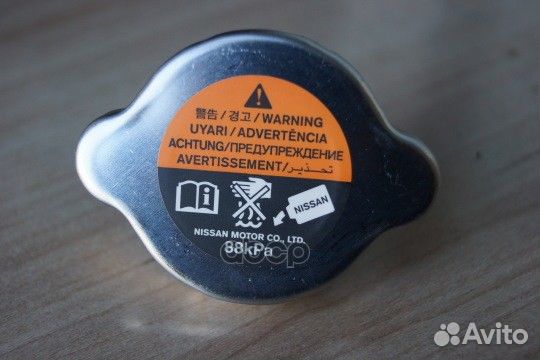 警告/경고/WARNING
UYARI/ADVERTÊNCIA
ACHTUNG/ПРЕДУПРЕЖДЕНИЕ
AVERTISSEMENT/تحذير
NISSAN
NISSAN MOTOR CO., LTD.
88kPa
Avito